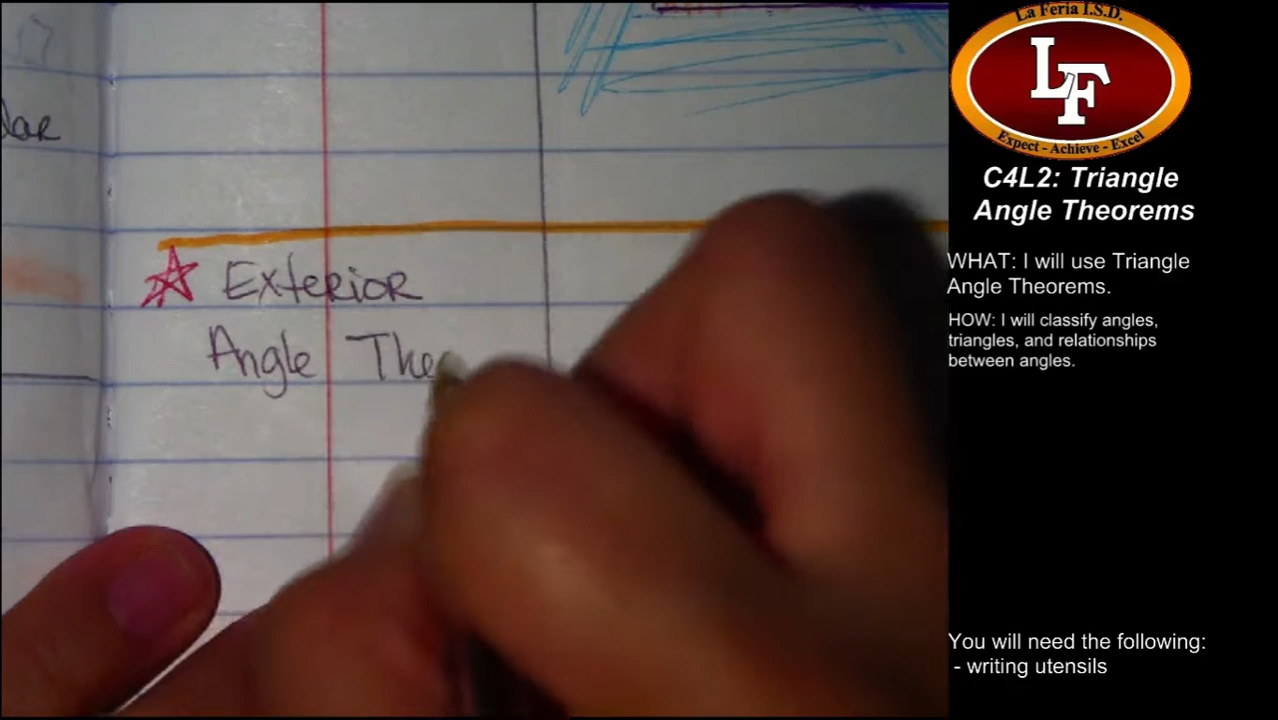 Exterior
Angle Theo
La Feria I.S.D.
LF
Expect - Achieve - Excel
C4L2: Triangle
Angle Theorems
WHAT: I will use Triangle
Angle Theorems.
HOW: I will classify angles,
triangles, and relationships
between angles.
You will need the following:
- writing utensils